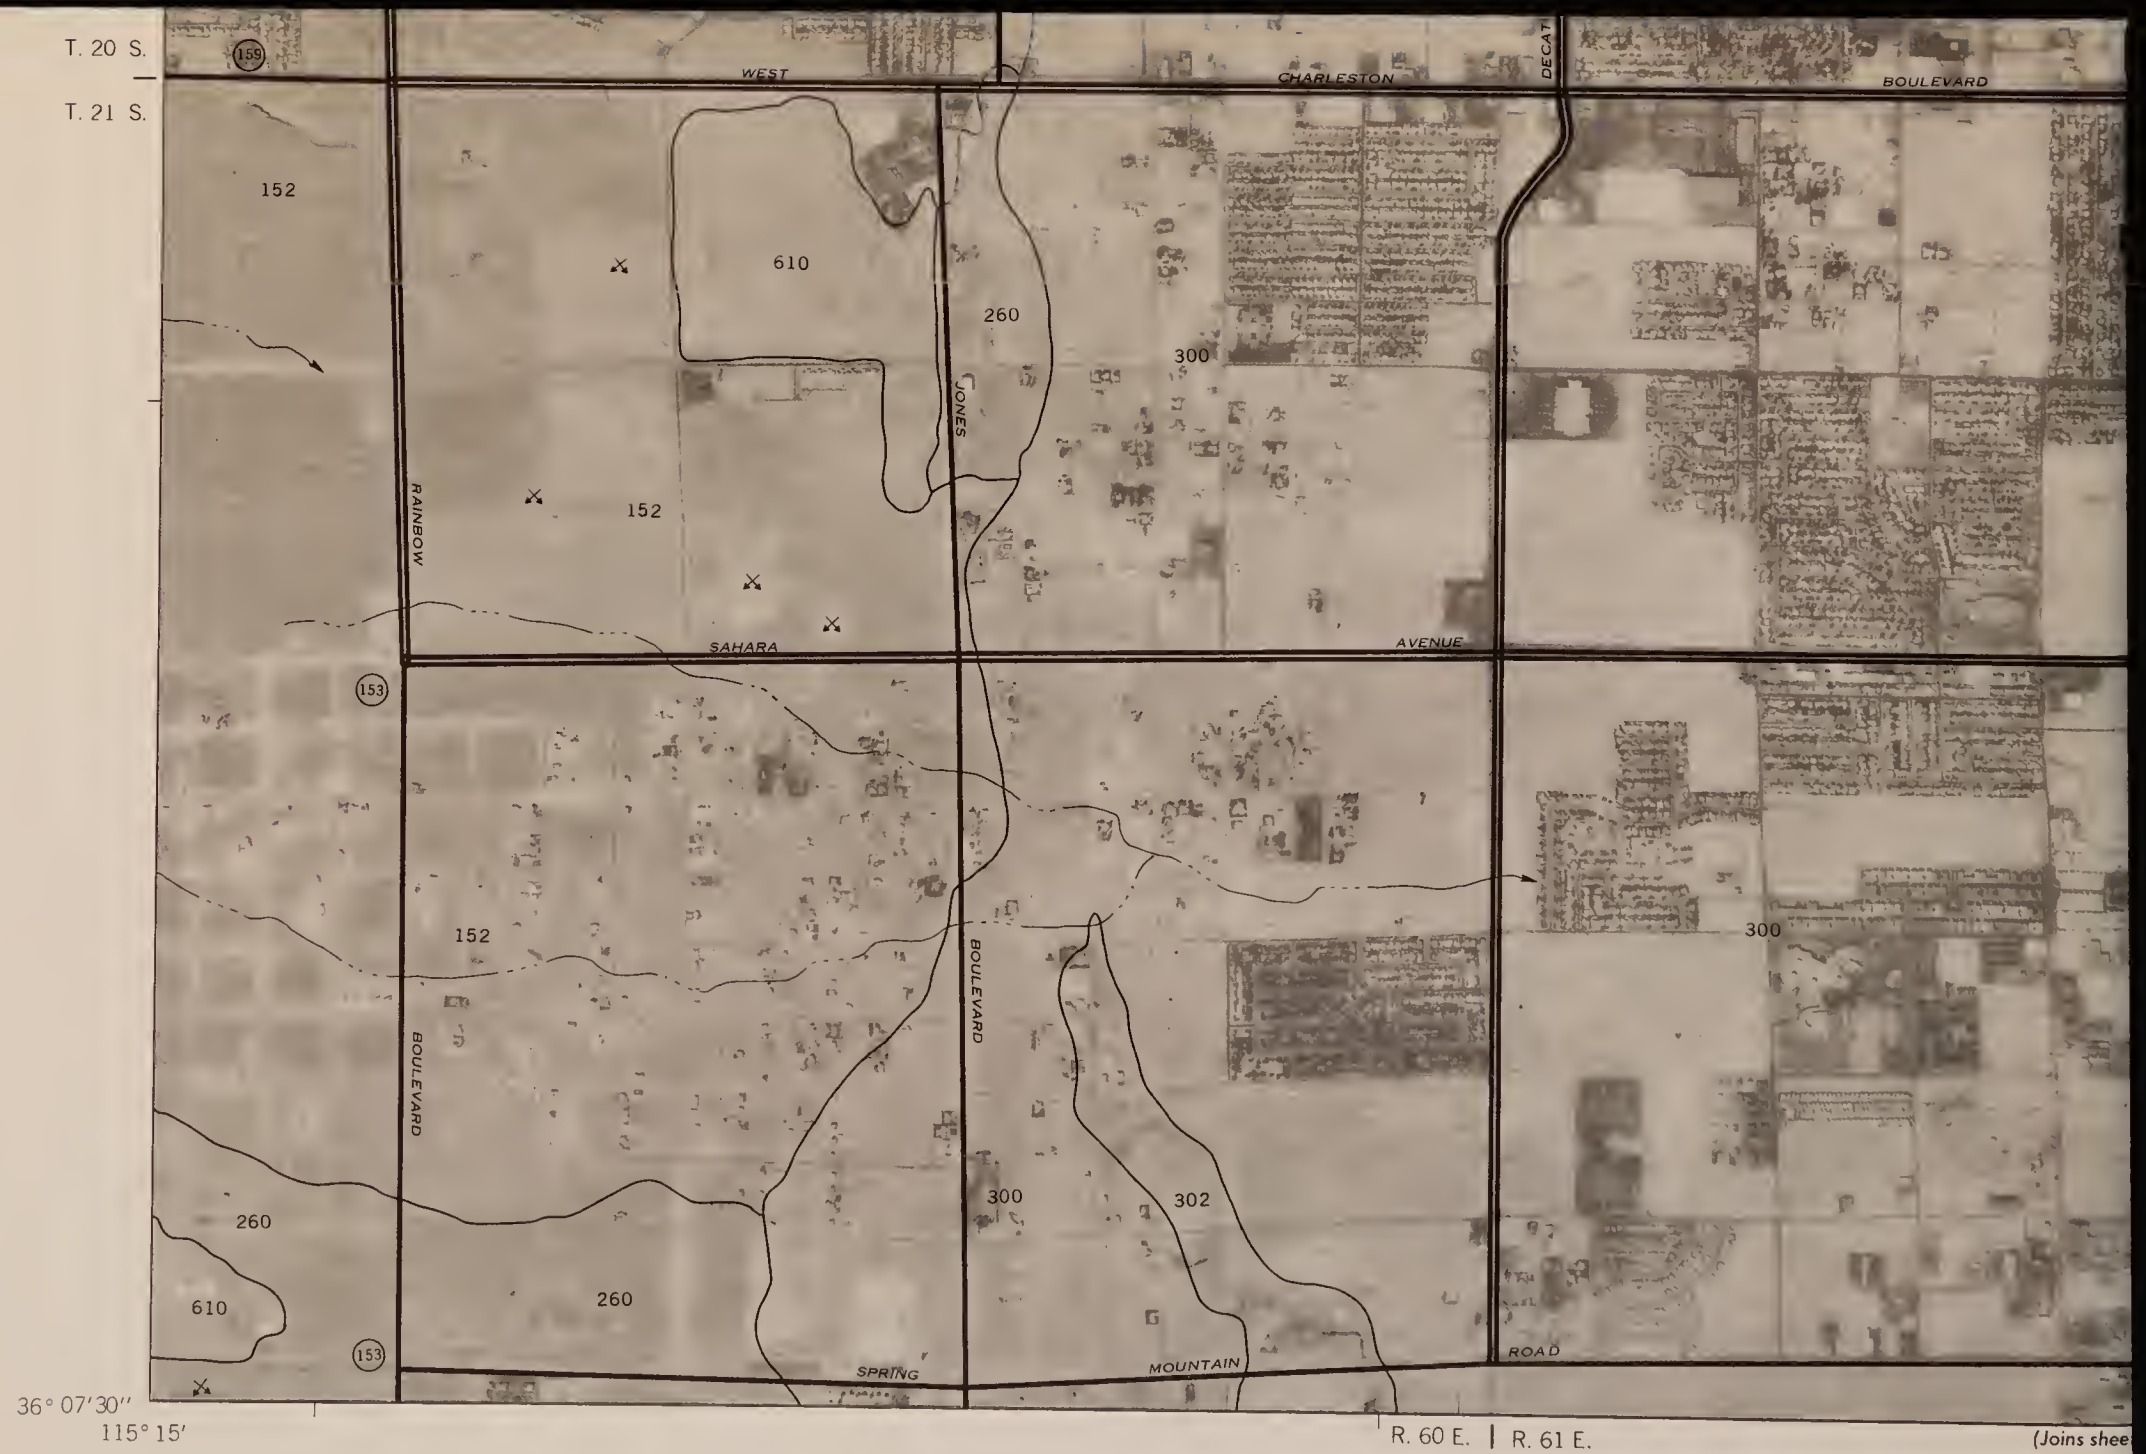 T. 20 S.
159
WEST
CHARLESTON
DECAT
BOULEVARD
T. 21 S.
152
610
260
300
JONES
RAINBOW
152
SAHARA
AVENUE
153
152
300
BOULEVARD
BOULEVARD
300
302
260
260
610
153
SPRING
MOUNTAIN
ROAD
36° 07'30"
115° 15'
R. 60 E. | R. 61 E.
(Joins shee